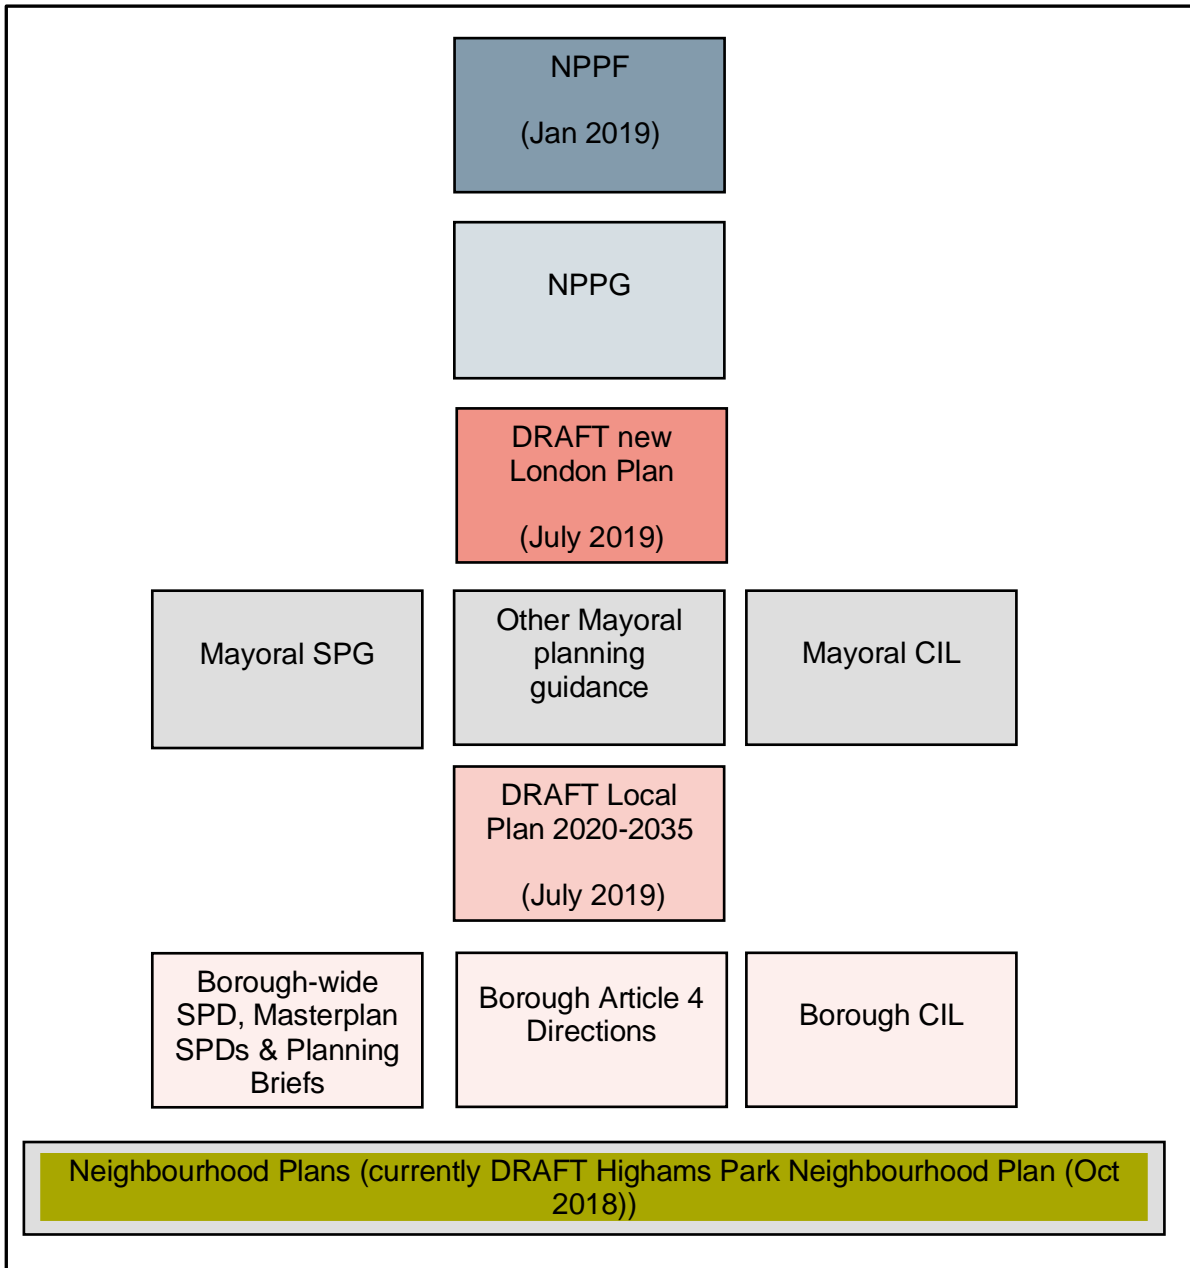 NPPF
(Jan 2019)
NPPG
DRAFT new
London Plan
(July 2019)
Mayoral SPG
Other Mayoral
planning
guidance
Mayoral CIL
DRAFT Local
Plan 2020-2035
(July 2019)
Borough-wide
SPD, Masterplan
SPDs & Planning
Briefs
Borough Article 4
Directions
Borough CIL
Neighbourhood Plans (currently DRAFT Highams Park Neighbourhood Plan (Oct
2018))